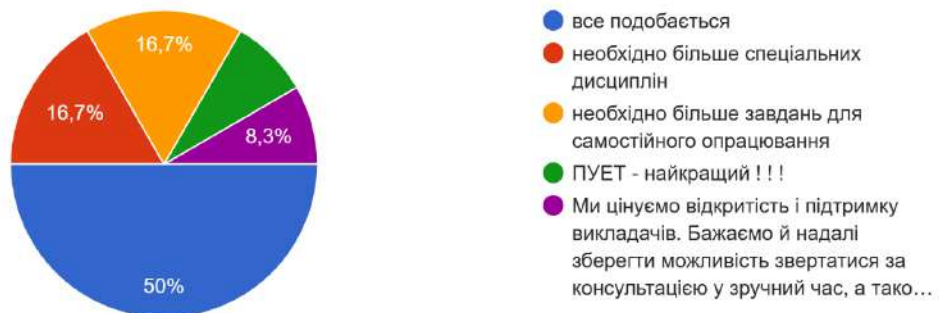 16,7%
16,7%
8,3%
50%
все подобається
необхідно більше спеціальних
дисциплін
необхідно більше завдань для
самостійного опрацювання
ПУЕТ - найкращий ! ! !
Ми цінуємо відкритість і підтримку
викладачів. Бажаємо й надалі
зберегти можливість звертатися за
консультацією у зручний час, а тако…